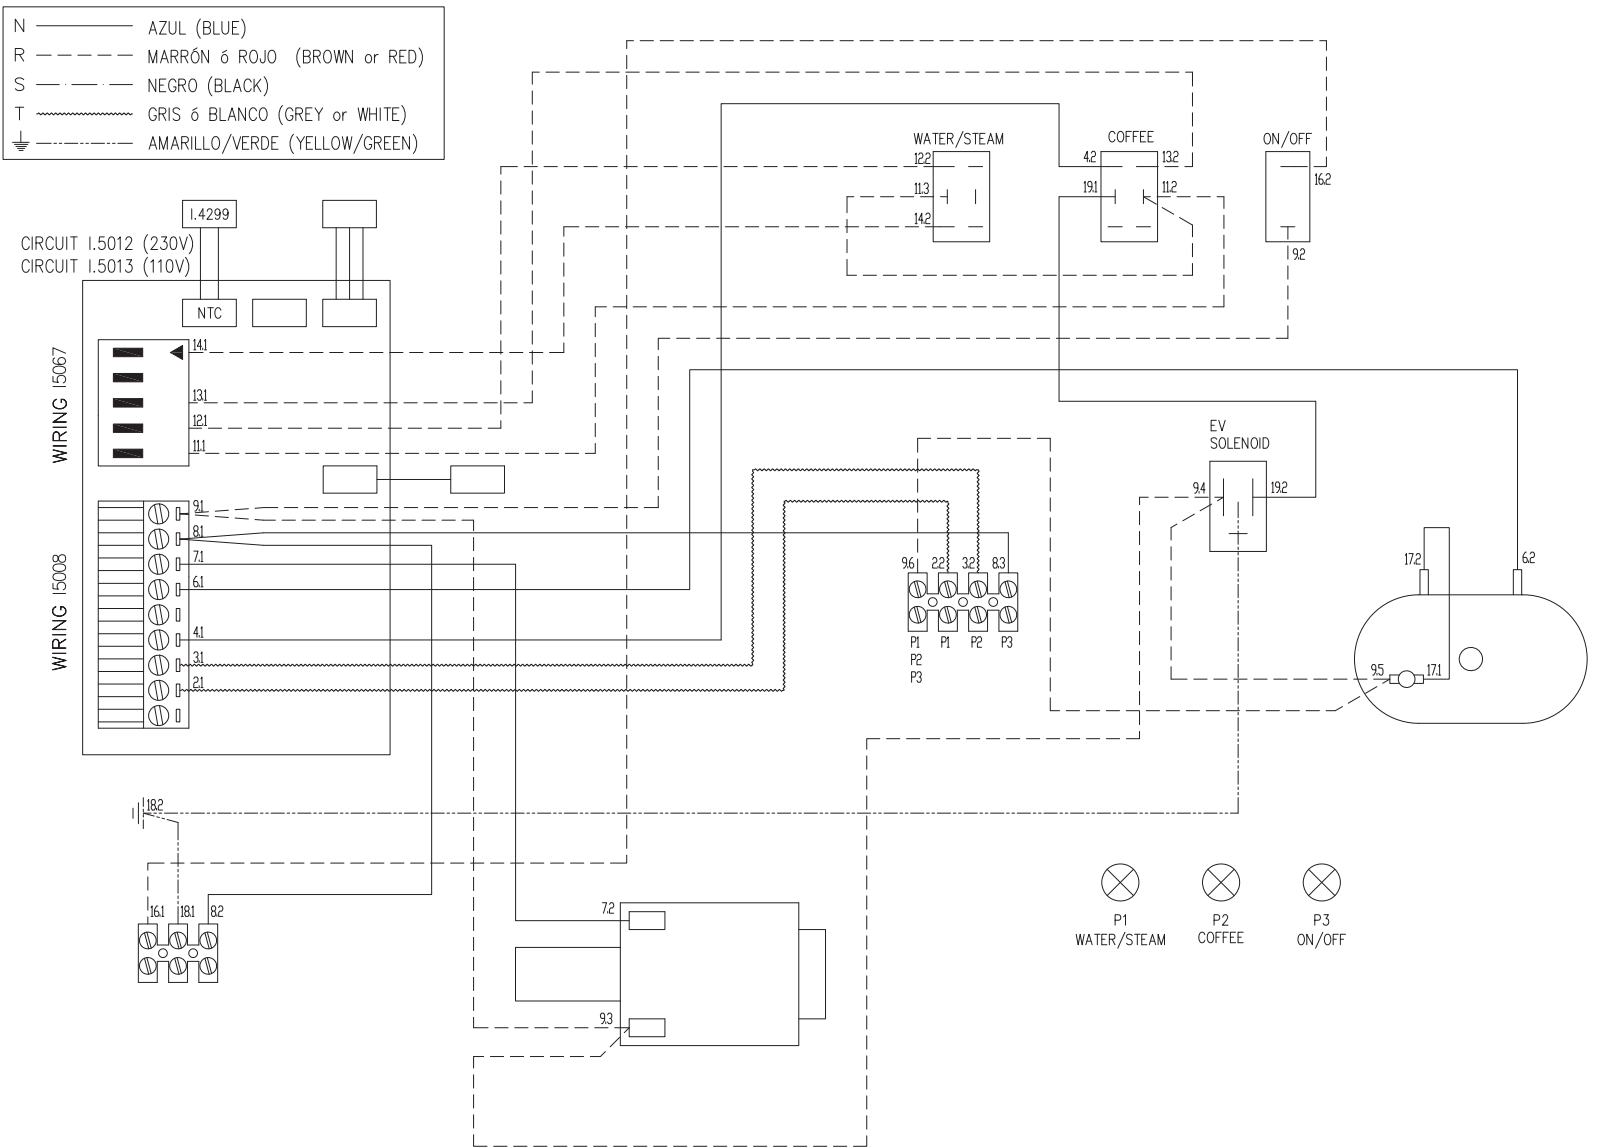 N AZUL (BLUE)
R MARRÓN ó ROJO (BROWN or RED)
S NEGRO (BLACK)
T GRIS ó BLANCO (GREY or WHITE)
AMARILLO/VERDE (YELLOW/GREEN)
WATER/STEAM
COFFEE
ON/OFF
12.2
4.2
13.2
16.2
11.3
19.1
11.2
14.2
9.2
I.4299
CIRCUIT I.5012 (230V)
CIRCUIT I.5013 (110V)
NTC
WIRING I5067
14.1
13.1
12.1
11.1
EV
SOLENOID
9.4
19.2
WIRING I5008
9.1
8.1
7.1
6.1
4.1
3.1
2.1
9.6
2.2
3.2
8.3
P1
P2
P3
P1
P2
P3
17.2
6.2
9.5
17.1
18.2
16.1
18.1
8.2
7.2
9.3
P1
WATER/STEAM
P2
COFFEE
P3
ON/OFF